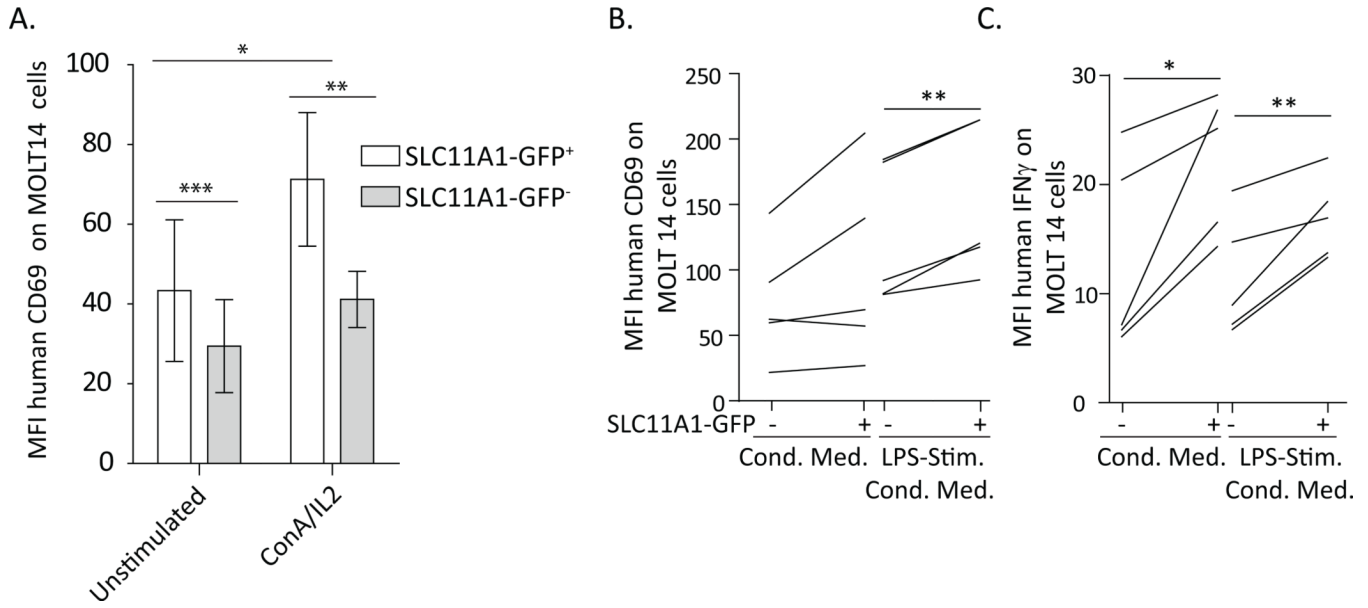 A.
MFI human CD69 on MOLT14 cells
100
80
60
40
20
0
*
***
**
SLC11A1-GFP⁺
SLC11A1-GFP⁻
Unstimulated
ConA/IL2
B.
MFI human CD69 on
MOLT 14 cells
250
200
150
100
50
0
**
SLC11A1-GFP - + - +
Cond. Med.
LPS-Stim.
Cond. Med.
C.
MFI human IFNγ on
MOLT 14 cells
30
20
10
0
*
**
- + - +
Cond. Med.
LPS-Stim.
Cond. Med.